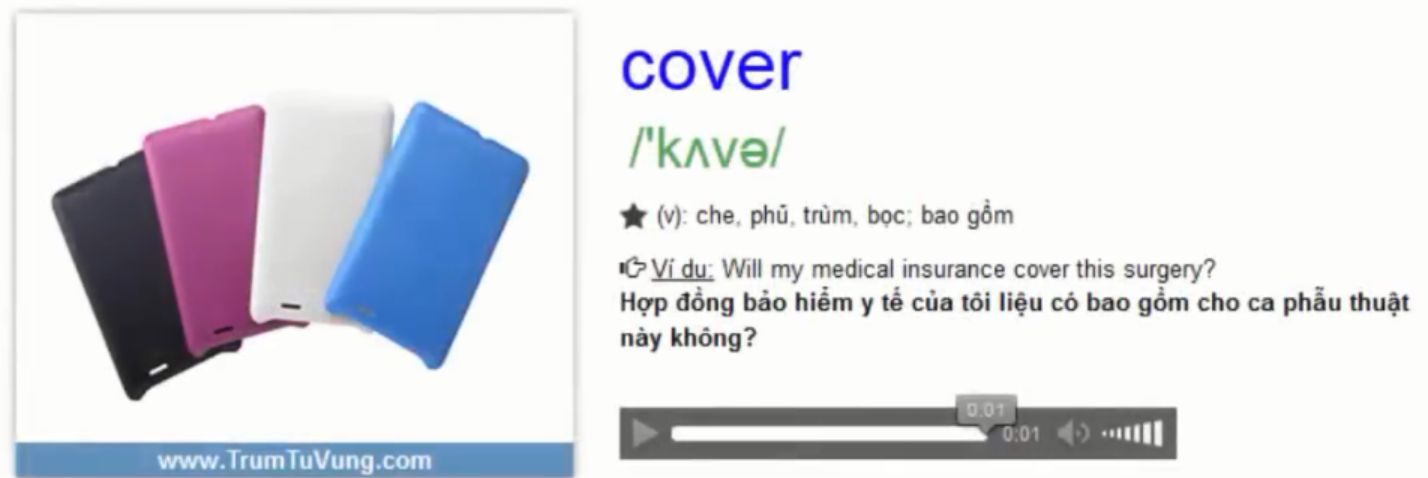 cover
/'kʌvə/
★ (v): che, phủ, trùm, bọc; bao gồm
Ví dụ: Will my medical insurance cover this surgery?
Hợp đồng bảo hiểm y tế của tôi liệu có bao gồm cho ca phẫu thuật
này không?
0:01
0:01
www.TrumTuVung.com